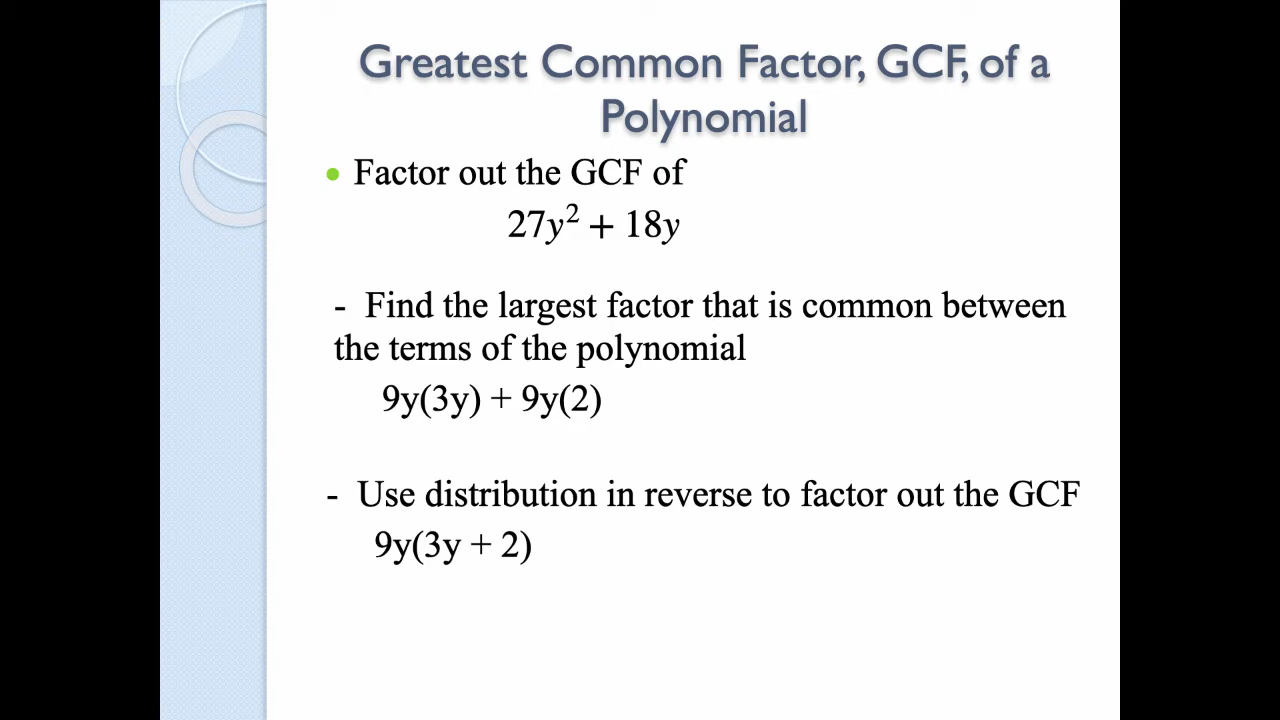 Greatest Common Factor, GCF, of a
Polynomial
• Factor out the GCF of
27y² + 18y
- Find the largest factor that is common between
the terms of the polynomial
9y(3y) + 9y(2)
- Use distribution in reverse to factor out the GCF
9y(3y + 2)